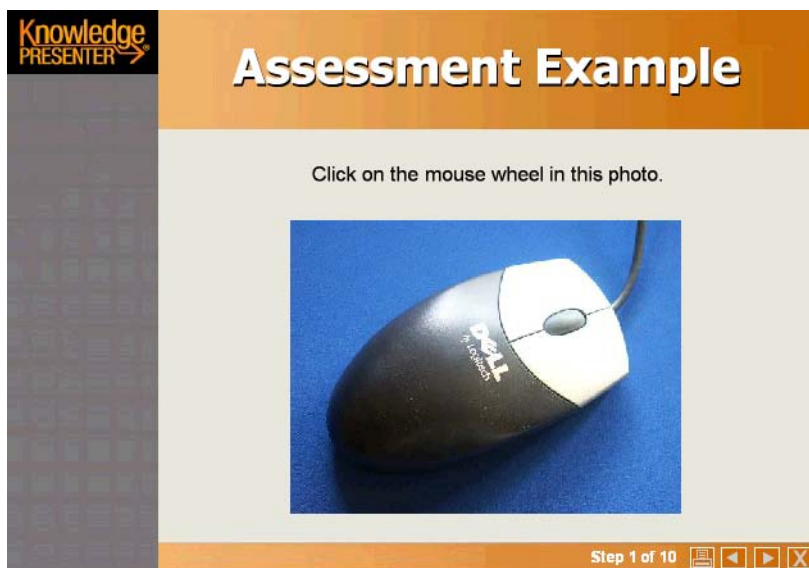 Knowledge
PRESENTER
Assessment Example
Click on the mouse wheel in this photo.
DELL
by Logitech
Step 1 of 10
X